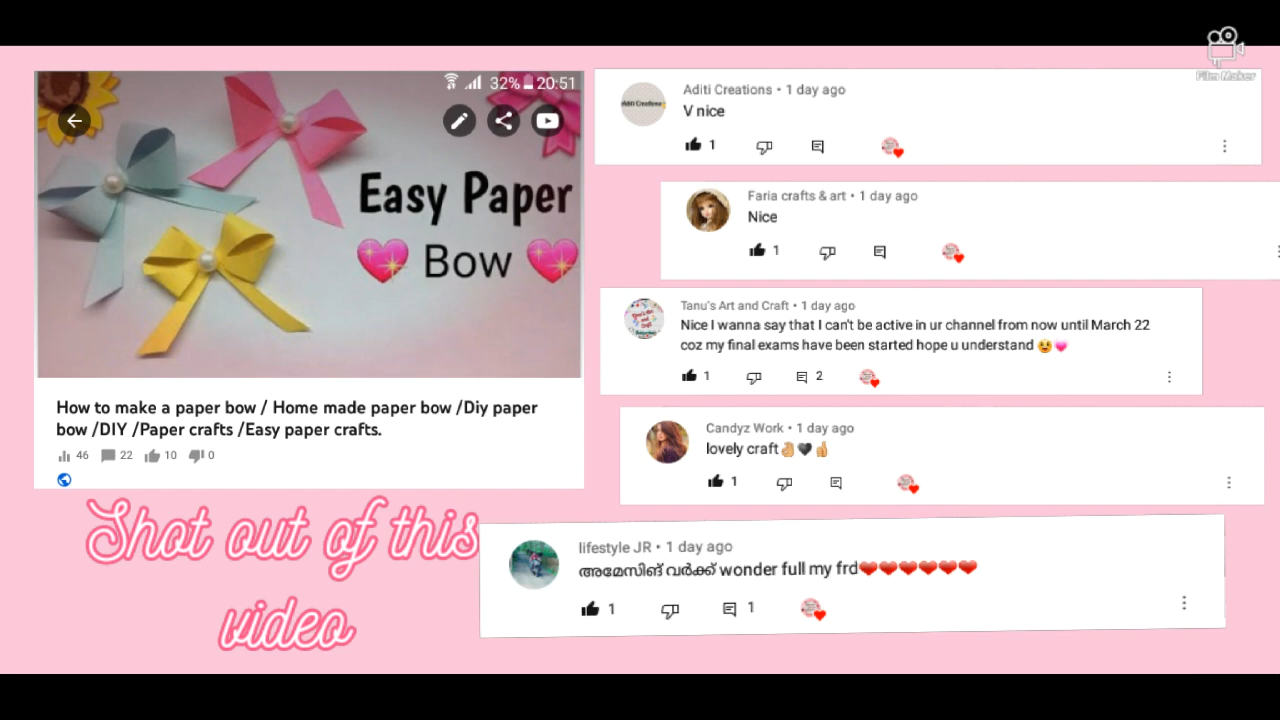 Film Maker
32% 20:51
Easy Paper
Bow
How to make a paper bow / Home made paper bow /Diy paper
bow /DIY /Paper crafts /Easy paper crafts.
46 22 10 0
Shot out of this
video
Aditi Creations
Aditi Creations • 1 day ago
V nice
1
Faria crafts & art • 1 day ago
Nice
1
Tanu's Art and Craft • 1 day ago
Nice I wanna say that I can't be active in ur channel from now until March 22
coz my final exams have been started hope u understand 😉💗
1 2
Candyz Work • 1 day ago
lovely craft👌🖤👍
1
lifestyle JR • 1 day ago
അമേസിങ് വർക്ക് wonder full my frd❤❤❤❤❤❤
1 1